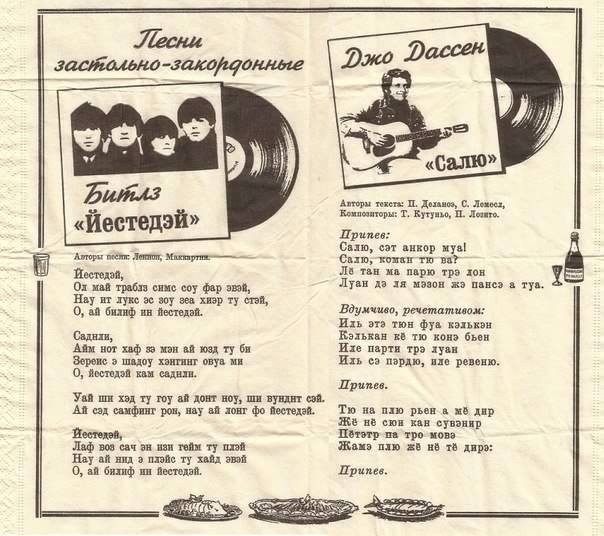 Песни
застольно-закордонные
Битлз
«Йестедэй»
Авторы песни: Леннон, Маккартни.
Йестедэй,
Ол май траблз симс соу фар эвэй,
Нау ит лукс эс зоу зеа хиэр ту стэй,
О, ай билиф ин йестедэй.
Саднли,
Айм нот хаф зэ мэн ай юзд ту би
Зереис э шадоу хэнгинг овуа ми
О, йестедэй кам саднли.
Уай ши хэд ту гоу ай донт ноу, ши вундит сэй.
Ай сэд самфинг рон, нау ай лонг фо йестедэй.
Йестедэй,
Лаф воз сач эн изи гейм ту плэй
Нау ай нид э плэйс ту хайд эвэй
О, ай билиф ин йестедэй.
Джо Дассен
«Салю»
Авторы текста: П. Деланоэ, С. Лемесл,
Композиторы: Т. Кутуньо, П. Лозито.
Припев:
Салю, сэт анкор муа!
Салю, коман тю ва?
Лё тан ма парю трэ лон
Луан дэ ля мэзон жэ пансэ а туа.
Вдумчиво, речетативом:
Иль этэ тюн фуа кэлькэн
Кэлькан кё тю конэ бьен
Иле парти трэ луан
Иль сэ пэрдю, иле ревеню.
Припев.
Тю на плю рьен а мё дир
Жё нё сюи кан сувэнир
Пётэтр па тро мовэ
Жамэ плю жё нё тё дирэ:
Припев.